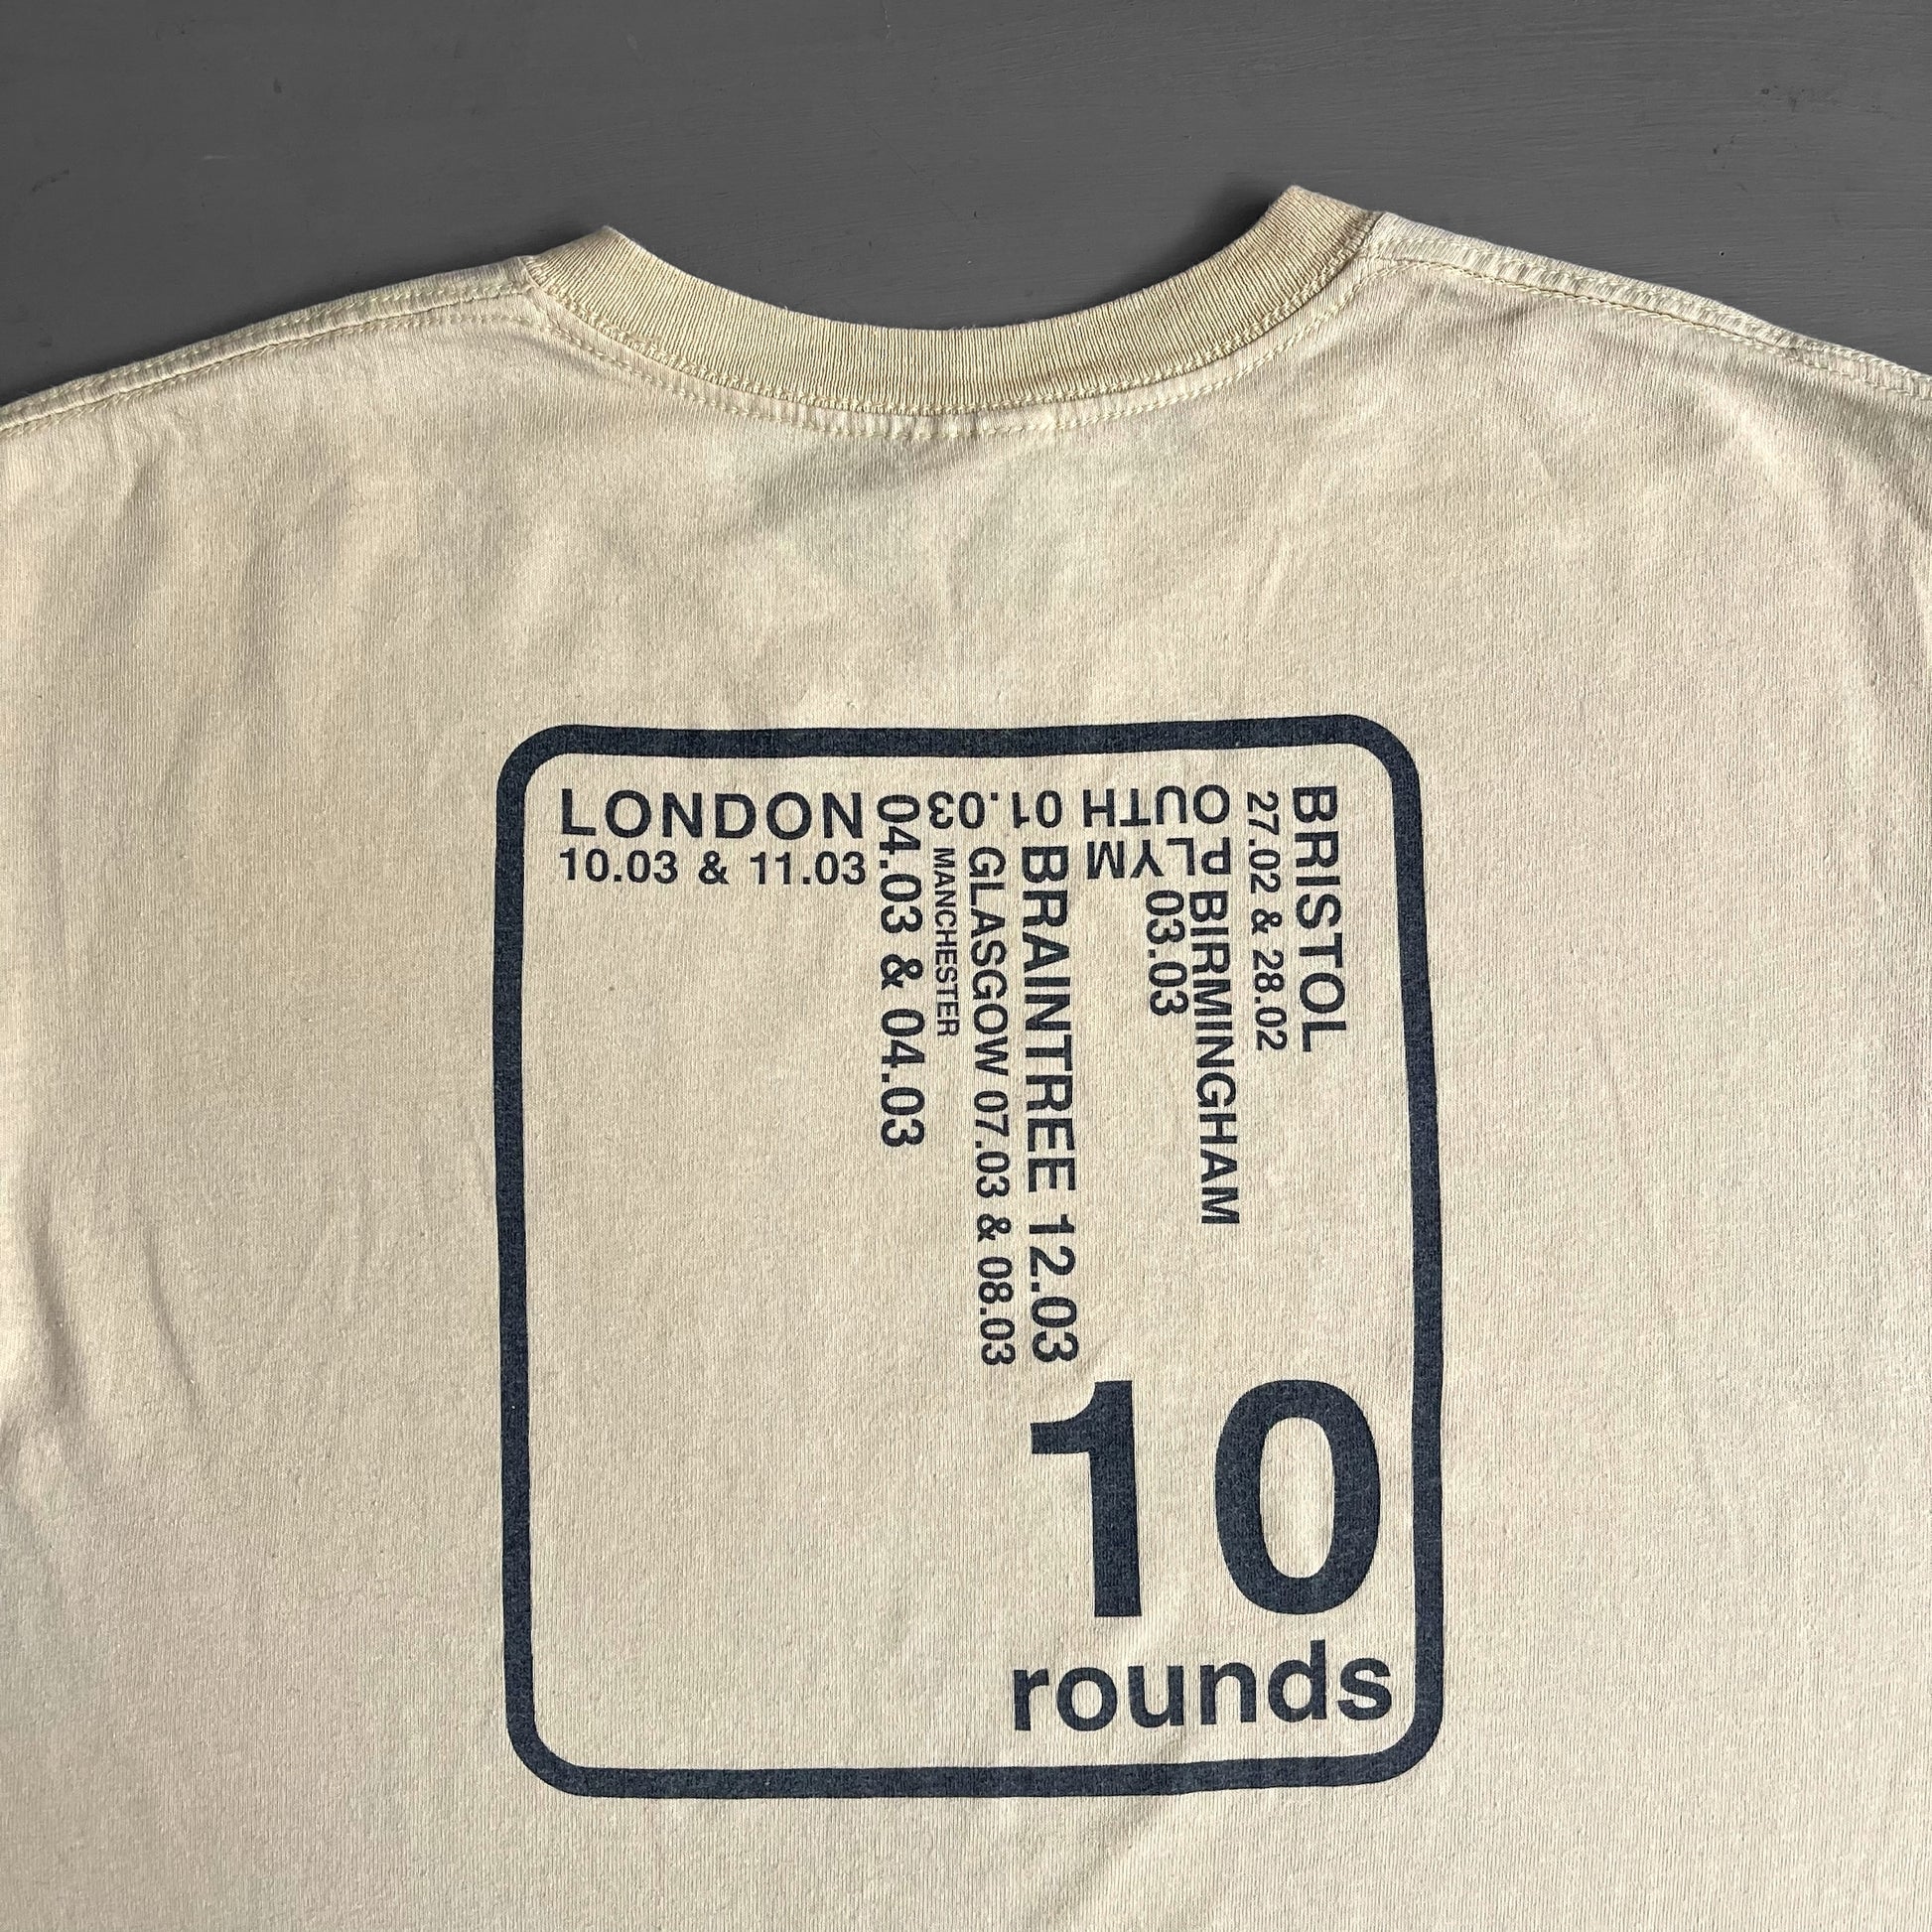 LONDON
10.03 & 11.03
04.03 & 04.03
MANCHESTER
GLASGOW 07.03 & 08.03
BRAINTREE 12.03
PLYMOUTH
01.03
BIRMINGHAM
03.03
BRISTOL
27.02 & 28.02
10
rounds